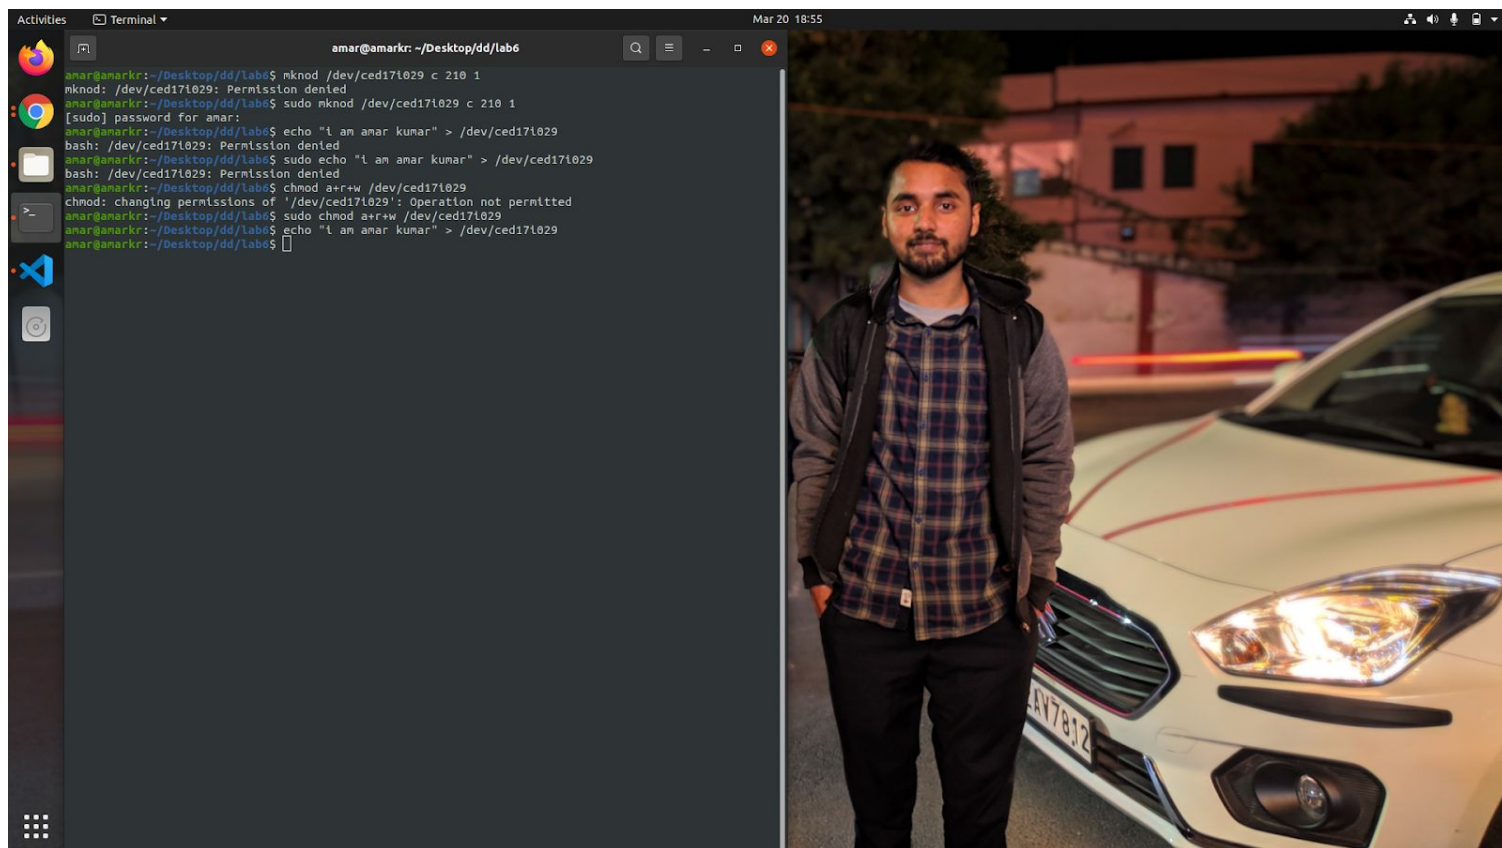 Activities
Terminal
Mar 20 18:55
amar@amarkr: ~/Desktop/dd/lab6
amar@amarkr:~/Desktop/dd/lab6$ mknod /dev/ced17i029 c 210 1
mknod: /dev/ced17i029: Permission denied
amar@amarkr:~/Desktop/dd/lab6$ sudo mknod /dev/ced17i029 c 210 1
[sudo] password for amar:
amar@amarkr:~/Desktop/dd/lab6$ echo "i am amar kumar" > /dev/ced17i029
bash: /dev/ced17i029: Permission denied
amar@amarkr:~/Desktop/dd/lab6$ sudo echo "i am amar kumar" > /dev/ced17i029
bash: /dev/ced17i029: Permission denied
amar@amarkr:~/Desktop/dd/lab6$ chmod a+r+w /dev/ced17i029
chmod: changing permissions of '/dev/ced17i029': Operation not permitted
amar@amarkr:~/Desktop/dd/lab6$ sudo chmod a+r+w /dev/ced17i029
amar@amarkr:~/Desktop/dd/lab6$ echo "i am amar kumar" > /dev/ced17i029
amar@amarkr:~/Desktop/dd/lab6$
AV7812